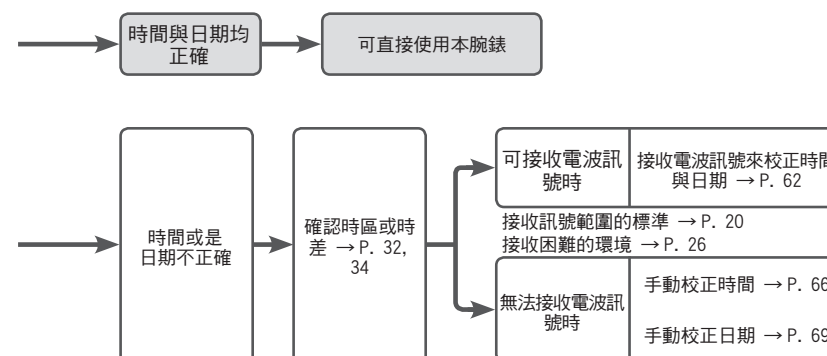 時間與日期均
正確
可直接使用本腕錶
時間或是
日期不正確
確認時區或時
差 → P. 32,
34
可接收電波訊
號時
接收電波訊號來校正時間
與日期 → P. 62
接收訊號範圍的標準 → P. 20
接收困難的環境 → P. 26
無法接收電波訊
號時
手動校正時間 → P. 66
手動校正日期 → P. 69